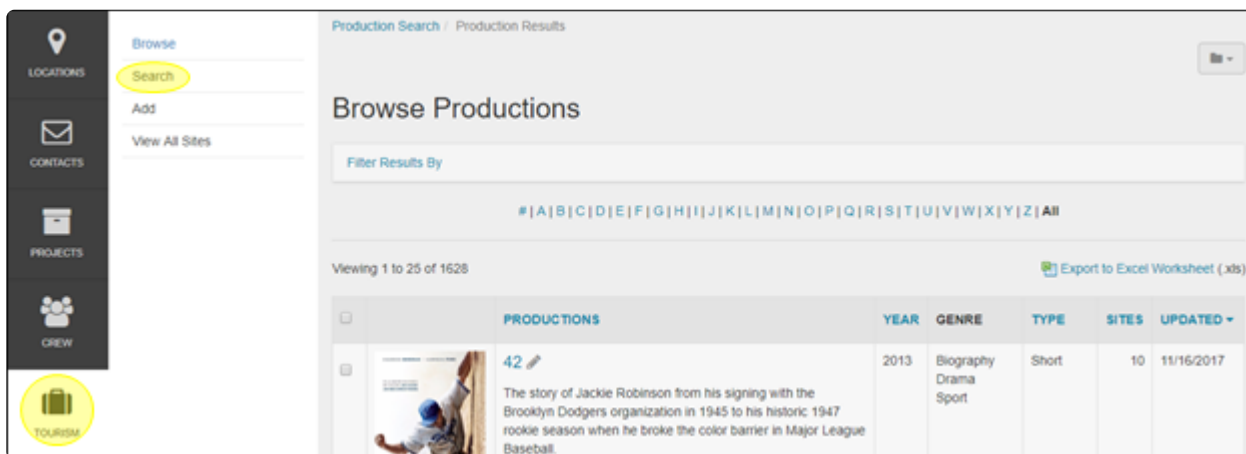 LOCATIONS
CONTACTS
PROJECTS
CREW
TOURISM
Browse
Search
Add
View All Sites
Production Search / Production Results
Browse Productions
Filter Results By
# | A | B | C | D | E | F | G | H | I | J | K | L | M | N | O | P | Q | R | S | T | U | V | W | X | Y | Z | All
Viewing 1 to 25 of 1628
Export to Excel Worksheet (.xls)
PRODUCTIONS YEAR GENRE TYPE SITES UPDATED
42 2013 Biography Short 10 11/16/2017
Drama
Sport
The story of Jackie Robinson from his signing with the
Brooklyn Dodgers organization in 1945 to his historic 1947
rookie season when he broke the color barrier in Major League
Baseball.